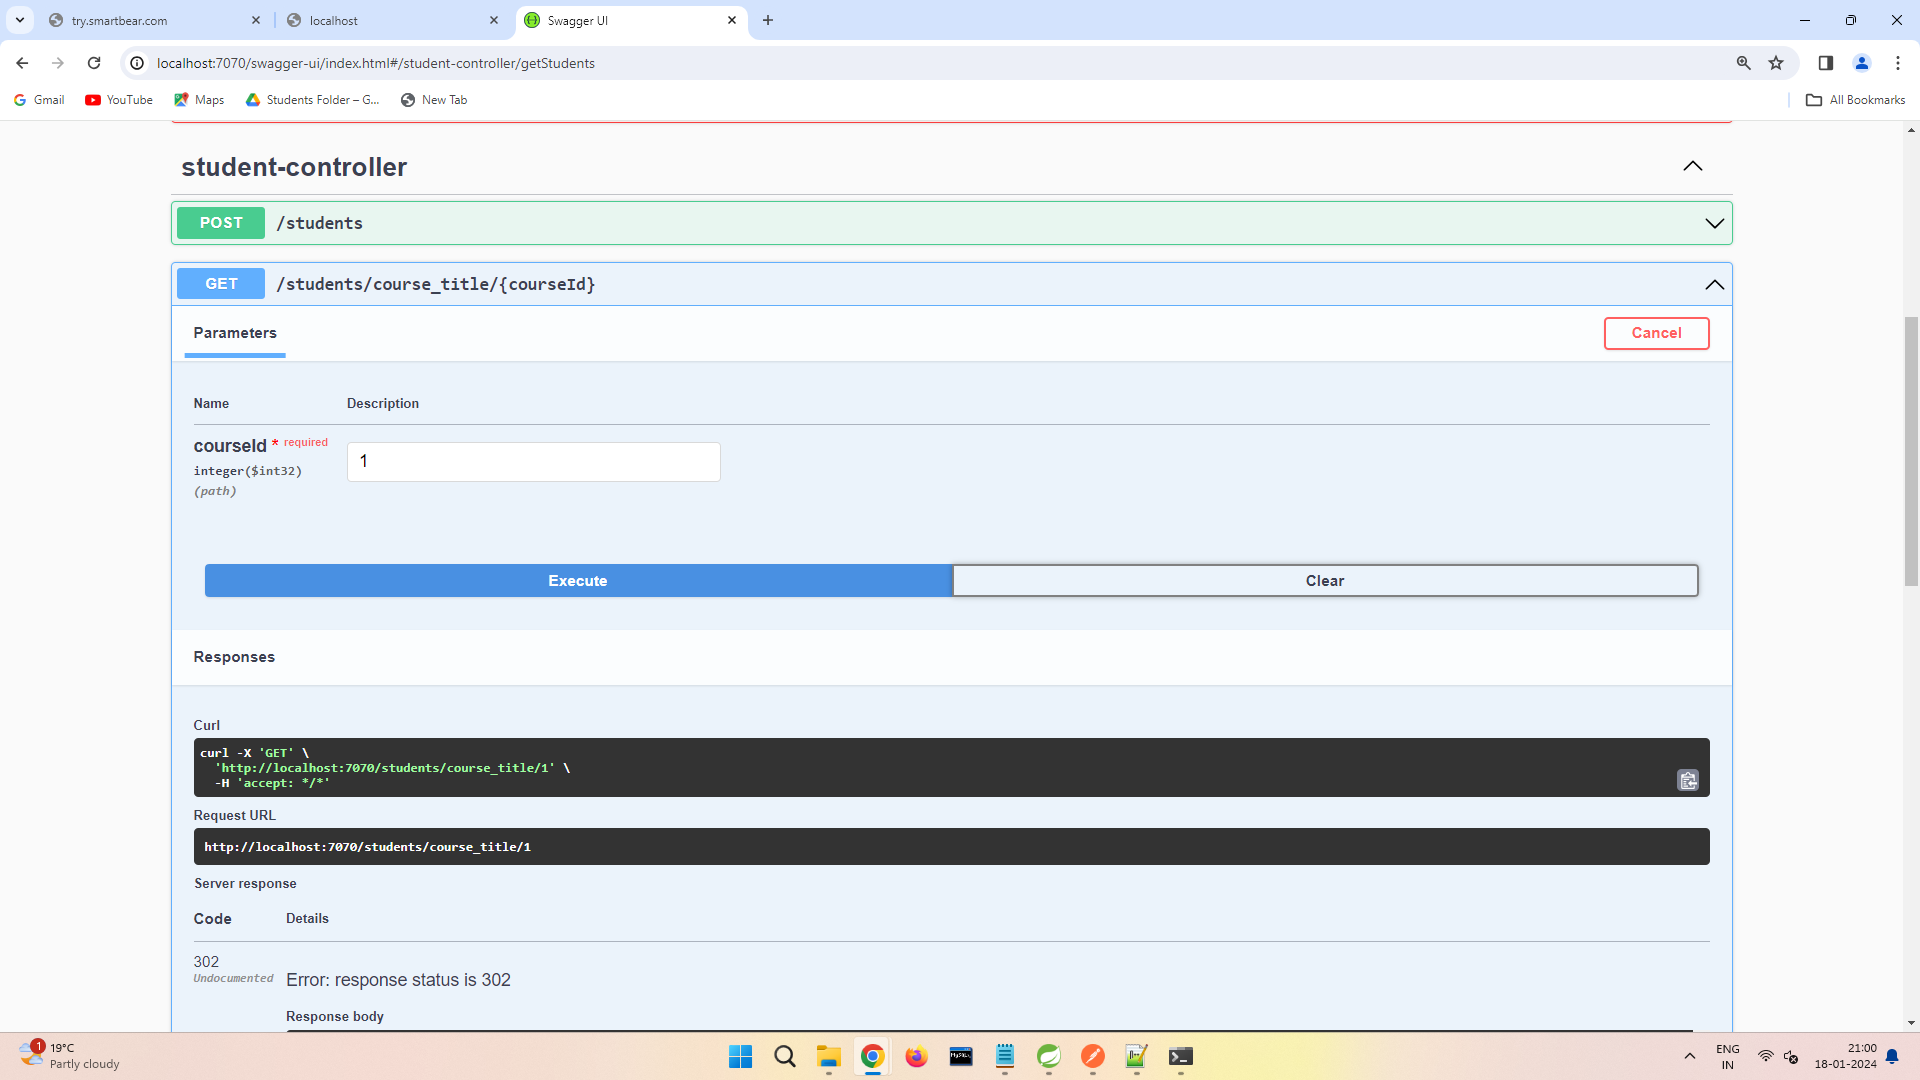 try.smartbear.com
localhost
Swagger UI
localhost:7070/swagger-ui/index.html#/student-controller/getStudents
Gmail
YouTube
Maps
Students Folder – G...
New Tab
All Bookmarks
student-controller
POST /students
GET /students/course_title/{courseId}
Parameters
Cancel
Name Description
courseId * required
integer($int32)
(path)
1
Execute
Clear
Responses
Curl
curl -X 'GET' \
'http://localhost:7070/students/course_title/1' \
-H 'accept: */*'
Request URL
http://localhost:7070/students/course_title/1
Server response
Code Details
302
Undocumented
Error: response status is 302
Response body
1
19°C
Partly cloudy
MySQL
ENG
IN
21:00
18-01-2024